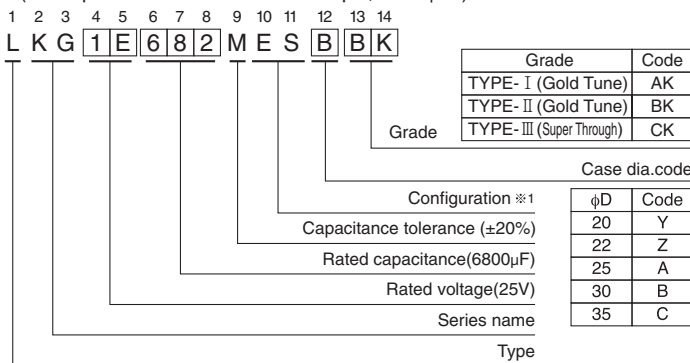 1 2 3 4 5 6 7 8 9 10 11 12 13 14
L K G 1 E 6 8 2 M E S B B K
Grade Code
TYPE-Ⅰ (Gold Tune) AK
TYPE-Ⅱ (Gold Tune) BK
TYPE-Ⅲ (Super Through) CK
Grade
Case dia.code
Configuration ※1
Capacitance tolerance (±20%)
Rated capacitance(6800μF)
Rated voltage(25V)
Series name
Type
ϕD Code
20 Y
22 Z
25 A
30 B
35 C